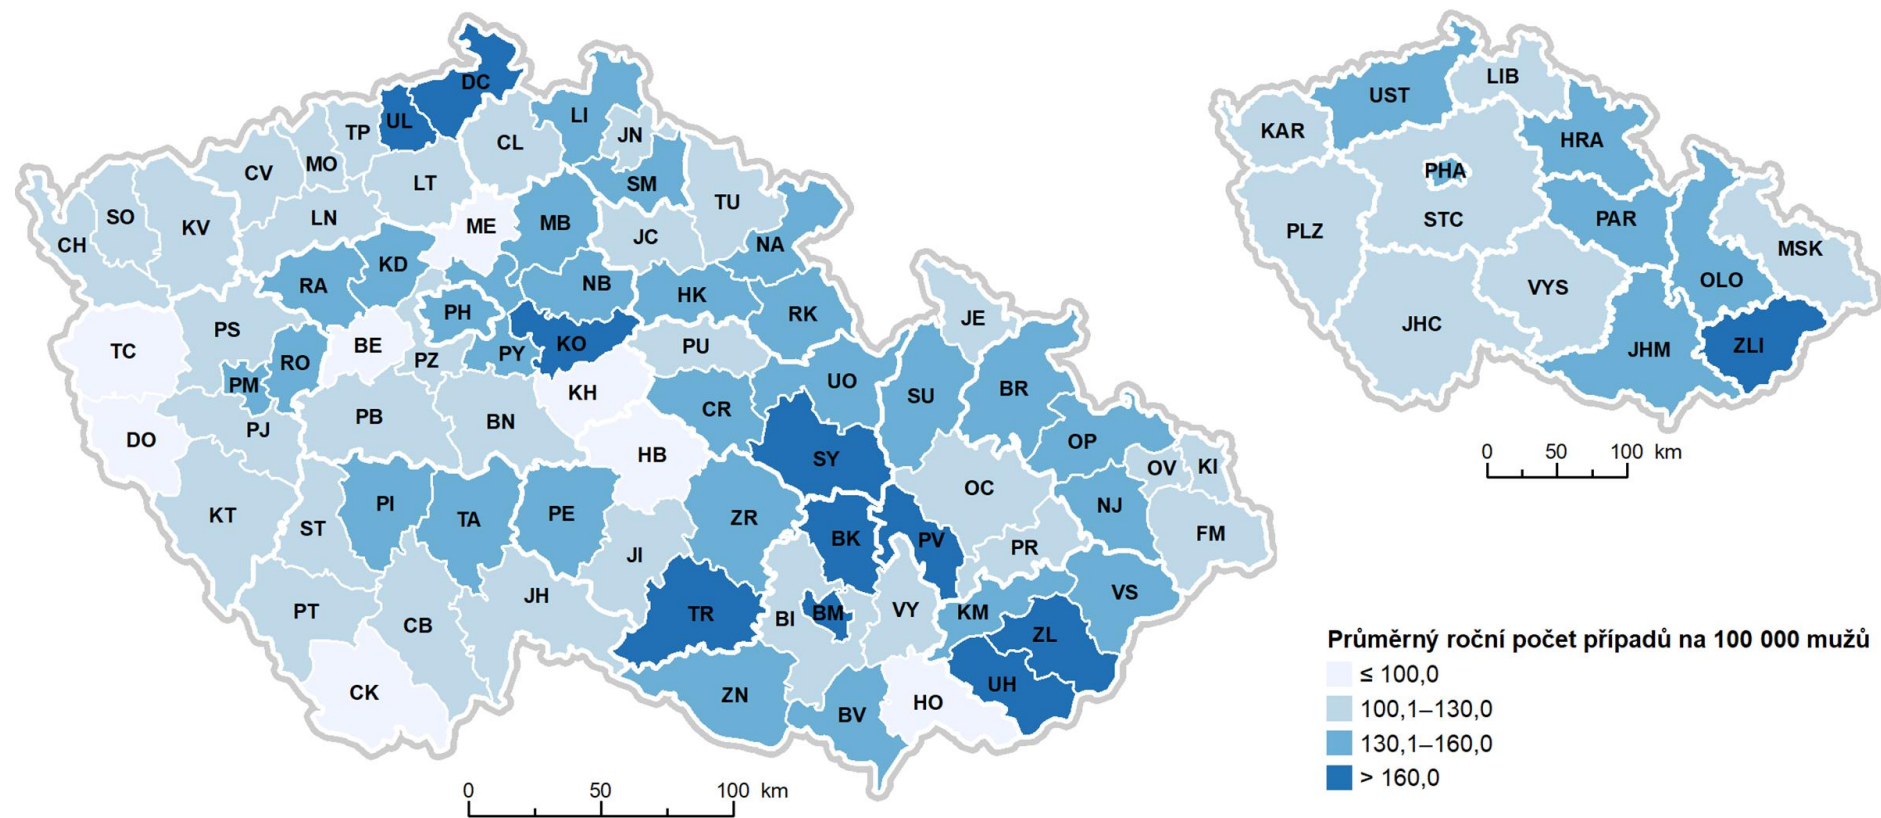 DC
UL
TP
MO
CV
LT
CL
LI
JN
SM
SO
KV
CH
LN
ME
MB
JC
TU
NA
RA
KD
NB
HK
RK
PH
TC
PS
RO
BE
PZ
PY
KO
PU
JE
PM
KH
UO
SU
BR
DO
PJ
PB
BN
CR
HB
SY
OP
OV
KI
KT
ST
PI
TA
PE
ZR
OC
NJ
FM
JI
BK
PV
PR
PT
CB
JH
TR
BI
BM
VY
KM
VS
ZL
CK
ZN
BV
HO
UH
0 50 100 km
LIB
UST
KAR
HRA
PHA
PLZ
STC
PAR
MSK
VYS
OLO
JHC
JHM
ZLI
0 50 100 km
Průměrný roční počet případů na 100 000 mužů
≤ 100,0
100,1–130,0
130,1–160,0
> 160,0